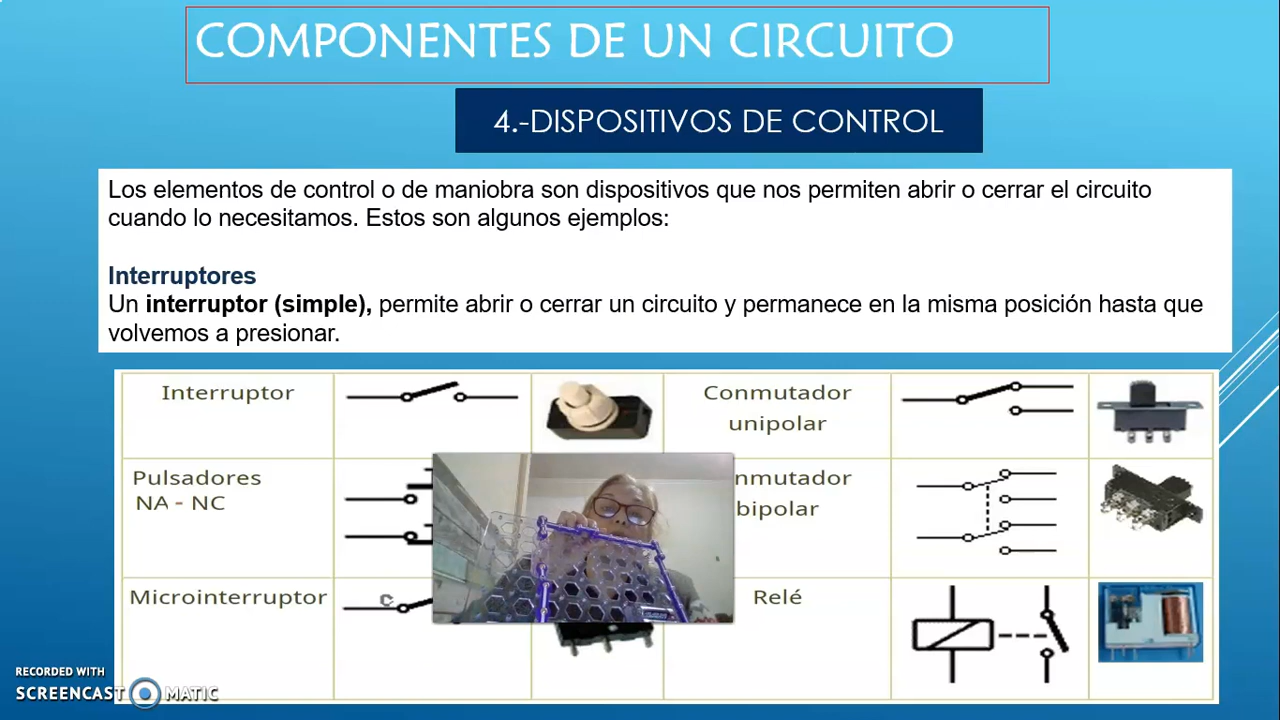 COMPONENTES DE UN CIRCUITO
4.-DISPOSITIVOS DE CONTROL
Los elementos de control o de maniobra son dispositivos que nos permiten abrir o cerrar el circuito
cuando lo necesitamos. Estos son algunos ejemplos:
Interruptores
Un interruptor (simple), permite abrir o cerrar un circuito y permanece en la misma posición hasta que
volvemos a presionar.
Interruptor
Conmutador
unipolar
Pulsadores
NA - NC
nmutador
bipolar
Microinterruptor
C
Relé
RECORDED WITH
SCREENCAST MATIC